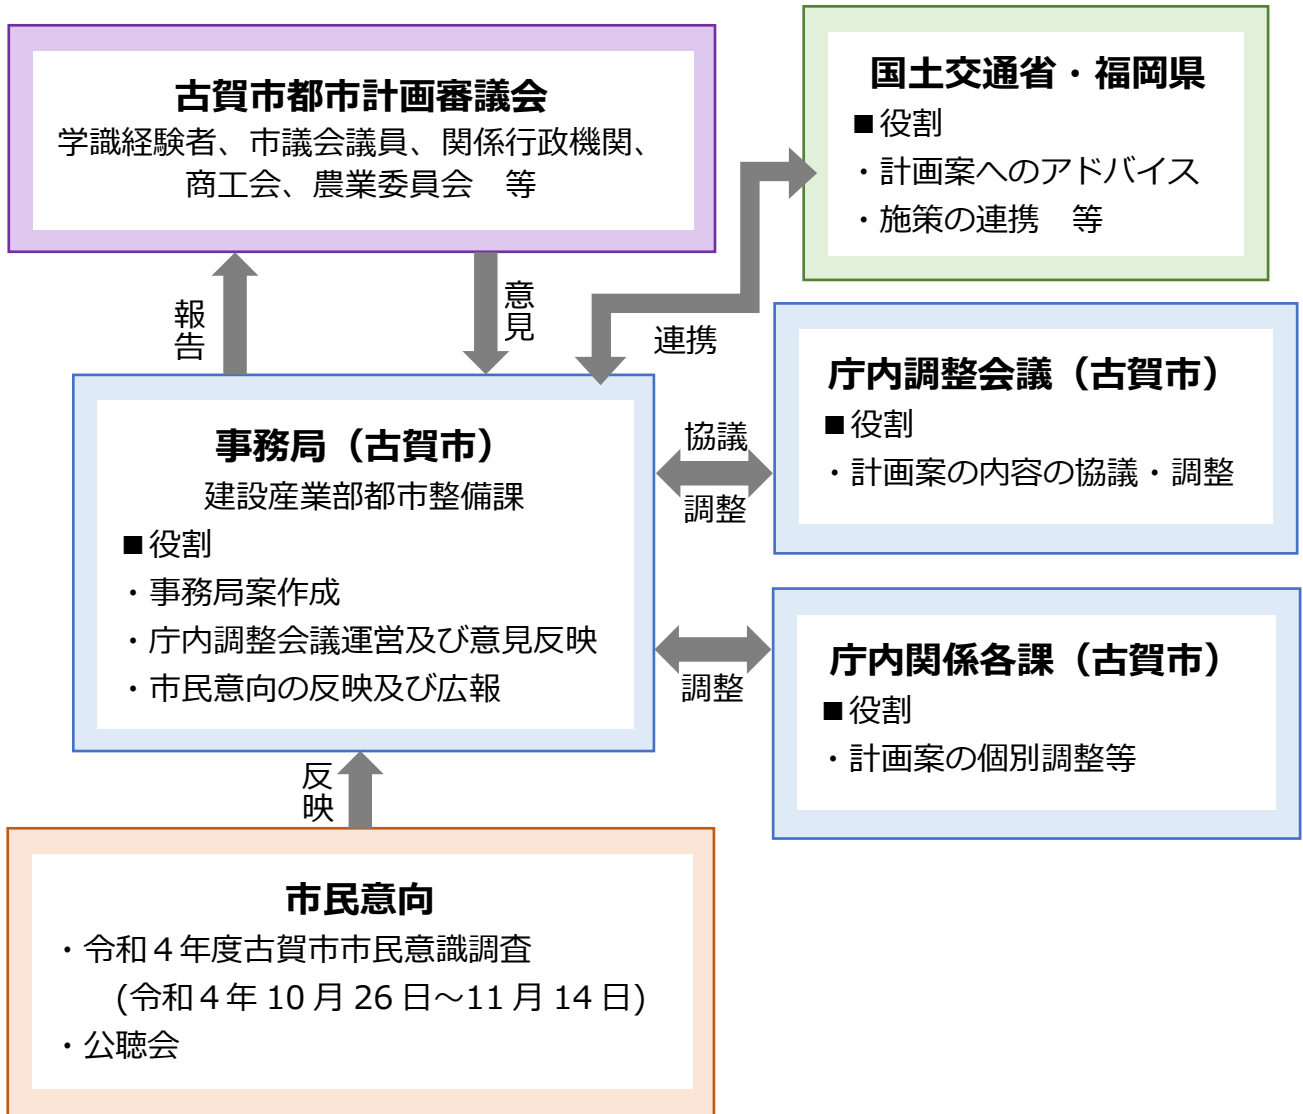 古賀市都市計画審議会
学識経験者、市議会議員、関係行政機関、
商工会、農業委員会　等
国土交通省・福岡県
■役割
・計画案へのアドバイス
・施策の連携　等
報告
意見
連携
庁内調整会議（古賀市）
■役割
・計画案の内容の協議・調整
事務局（古賀市）
建設産業部都市整備課
■役割
・事務局案作成
・庁内調整会議運営及び意見反映
・市民意向の反映及び広報
協議
調整
庁内関係各課（古賀市）
■役割
・計画案の個別調整等
調整
反映
市民意向
・令和４年度古賀市市民意識調査
(令和４年 10 月 26 日～11 月 14 日)
・公聴会